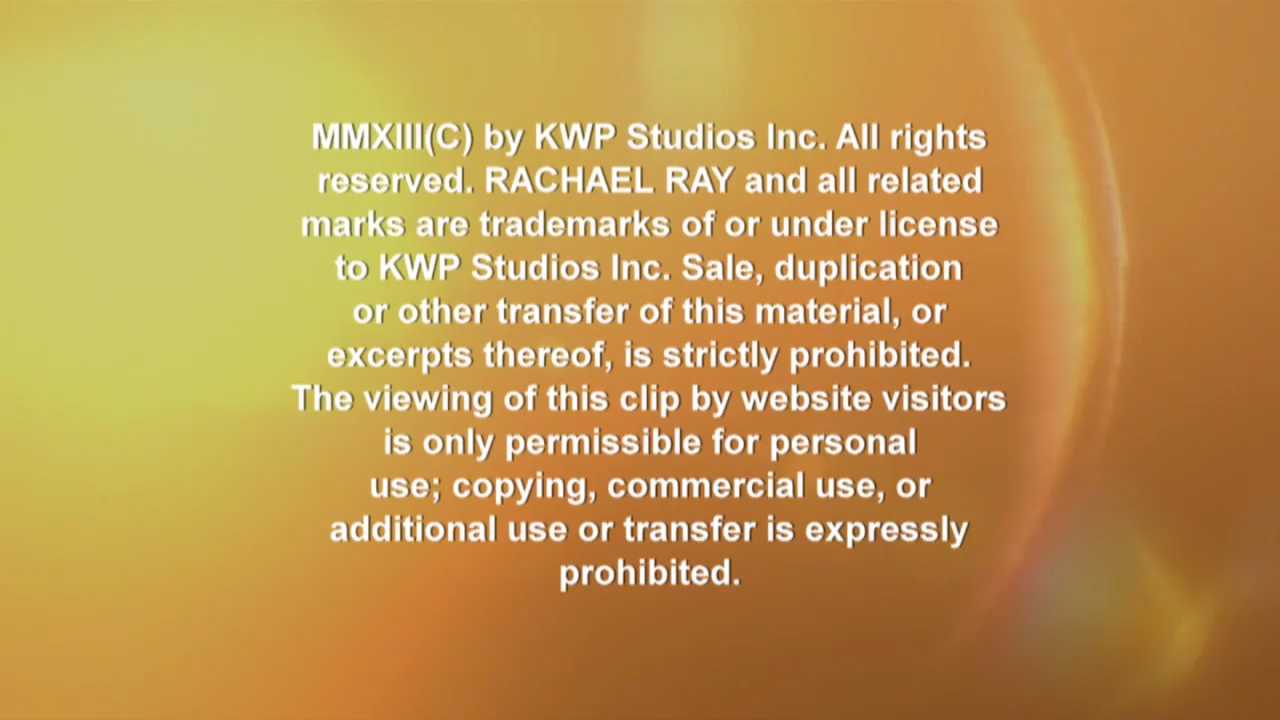 MMXIII(C) by KWP Studios Inc. All rights
reserved. RACHAEL RAY and all related
marks are trademarks of or under license
to KWP Studios Inc. Sale, duplication
or other transfer of this material, or
excerpts thereof, is strictly prohibited.
The viewing of this clip by website visitors
is only permissible for personal
use; copying, commercial use, or
additional use or transfer is expressly
prohibited.